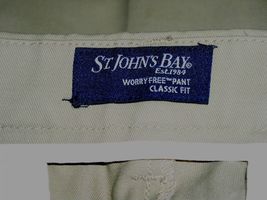 ST JOHN'S BAY®
Est.1984
WORRY FREE™ PANT
CLASSIC FIT